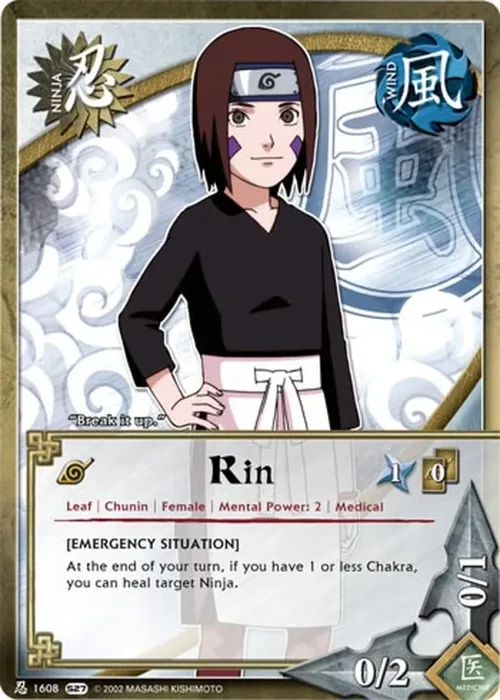 NINJA
忍
WIND
風
"Break it up."
Rin
1
0
Leaf | Chunin | Female | Mental Power: 2 | Medical
[EMERGENCY SITUATION]
At the end of your turn, if you have 1 or less Chakra,
you can heal target Ninja.
0/1
0/2
医
MEDICINE
忍 1608 S27 © 2002 MASASHI KISHIMOTO